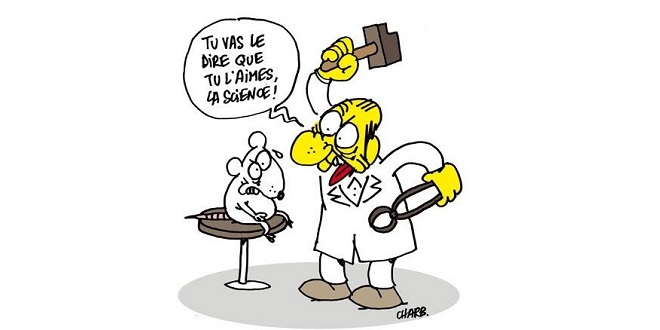 TU VAS LE
DIRE QUE
TU L'AIMES,
LA SCIENCE!
CHARB.